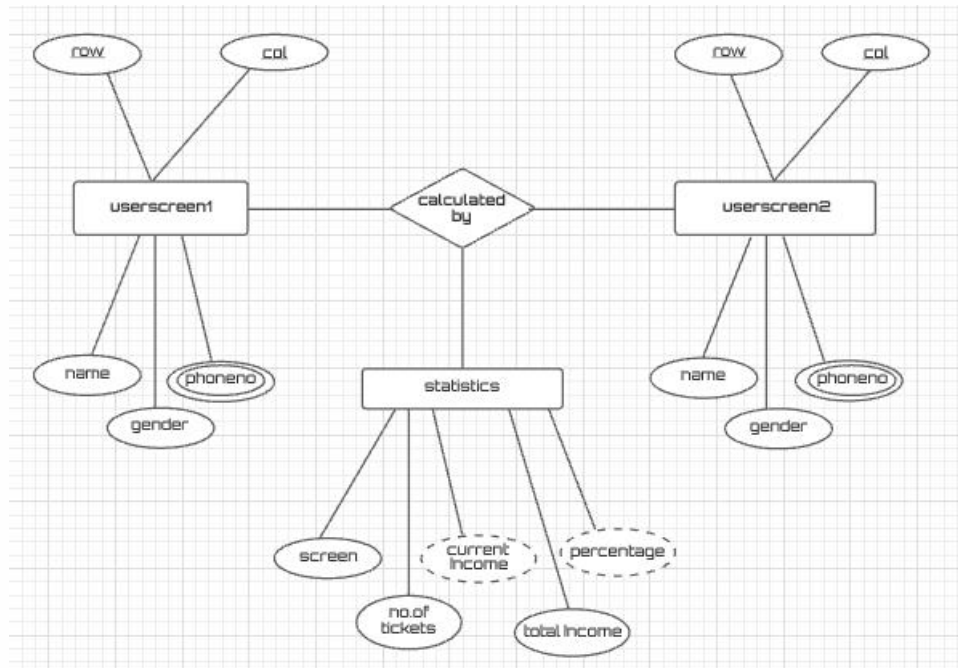 row
col
row
col
userscreen1
calculated
by
userscreen2
name
phoneno
gender
statistics
name
phoneno
gender
screen
current
Income
percentage
no.of
tickets
total Income